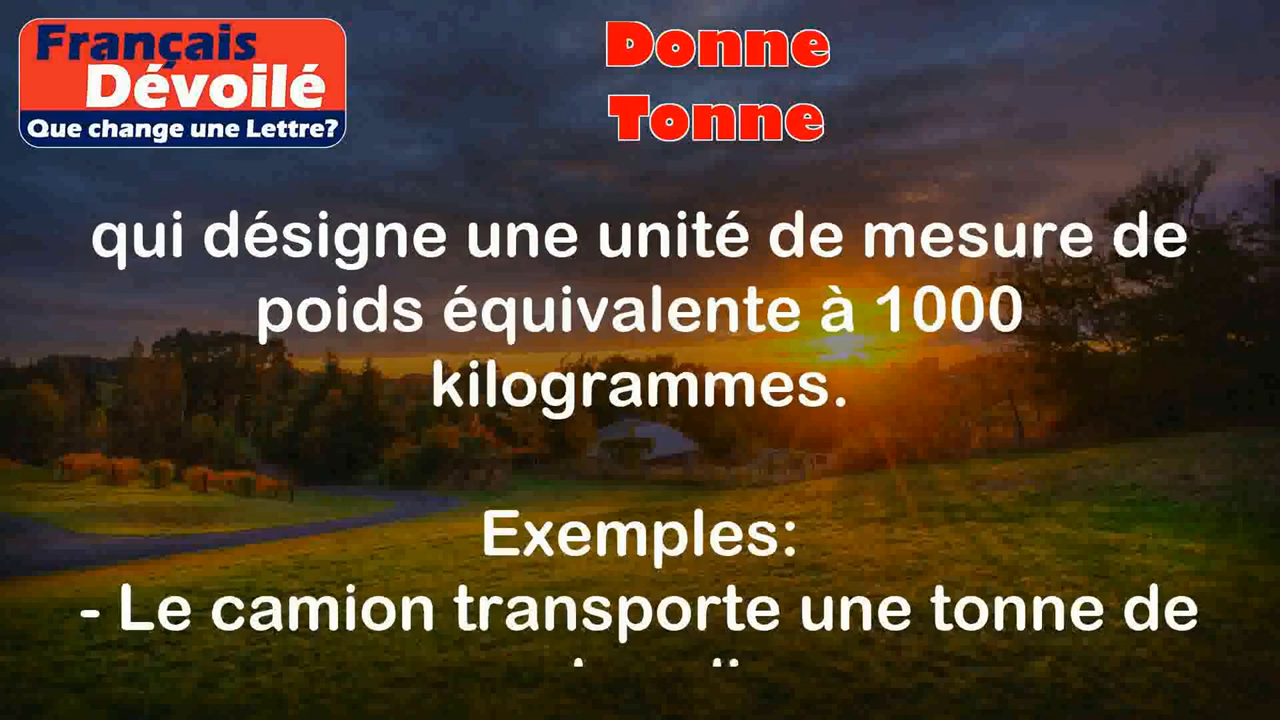 Français
Dévoilé
Que change une Lettre?
Donne
Tonne
qui désigne une unité de mesure de
poids équivalente à 1000
kilogrammes.
Exemples:
- Le camion transporte une tonne de